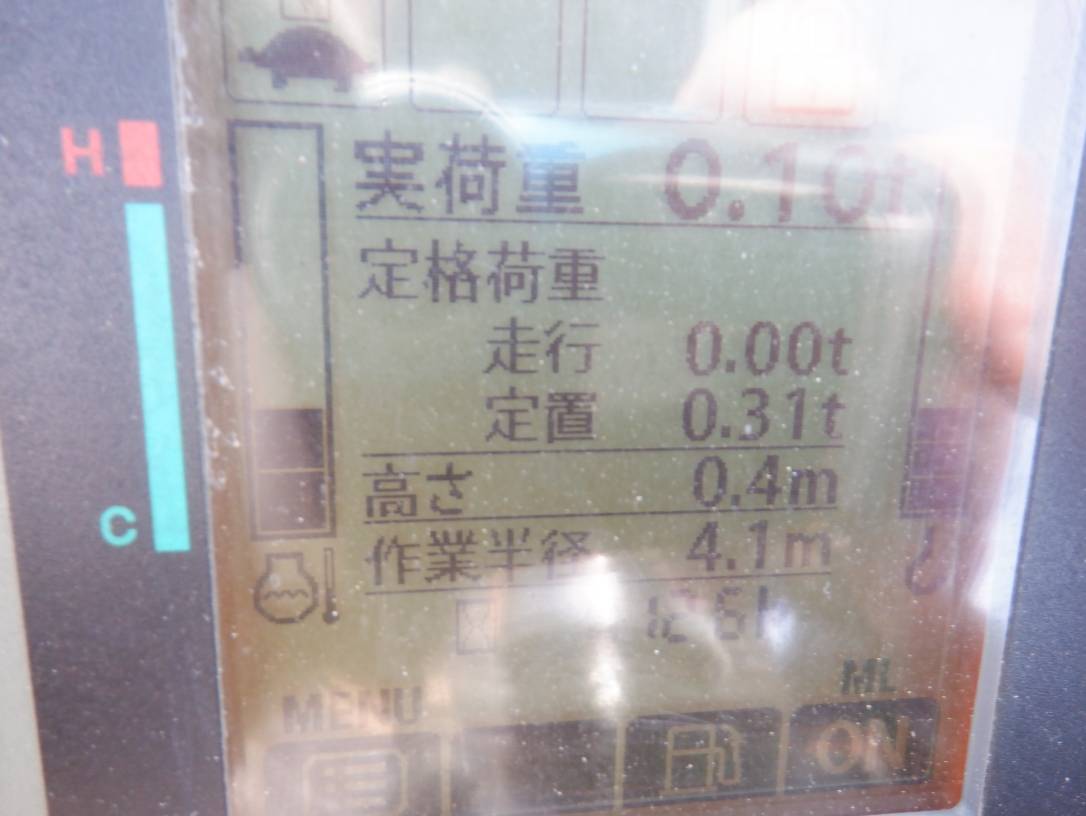 H
実荷重 0.10t
定格荷重
走行 0.00t
定置 0.31t
高さ 0.4m
C
作業半径 4.1m
MENU
ML
ON